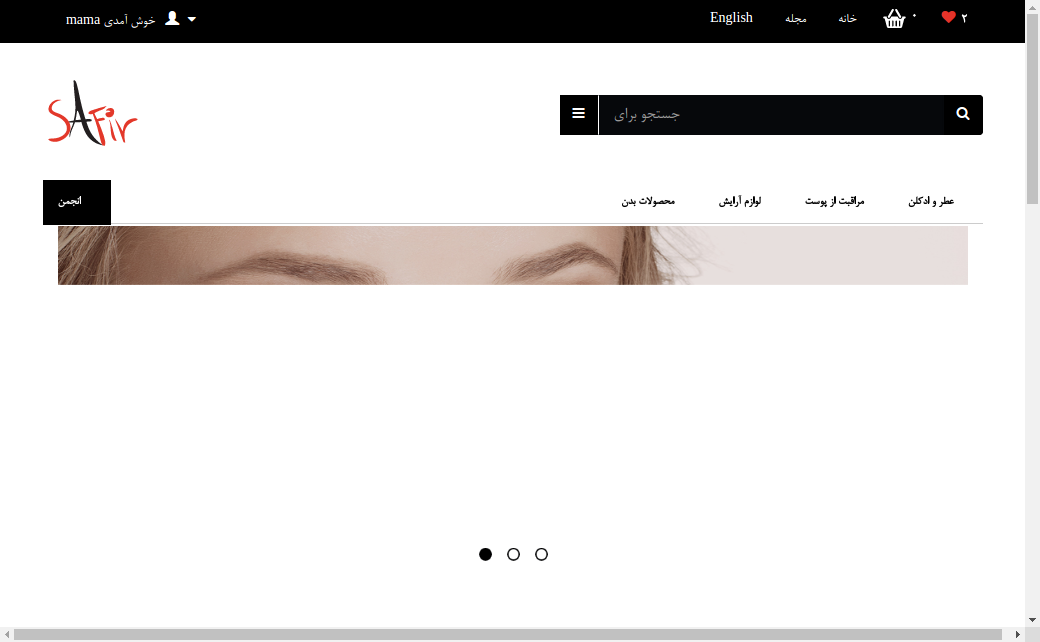 ۲
۰
خانه
مجله
English
خوش آمدی mama
SAFir
جستجو برای
عطر و ادکلن
مراقبت از پوست
لوازم آرایش
محصولات بدن
انجمن